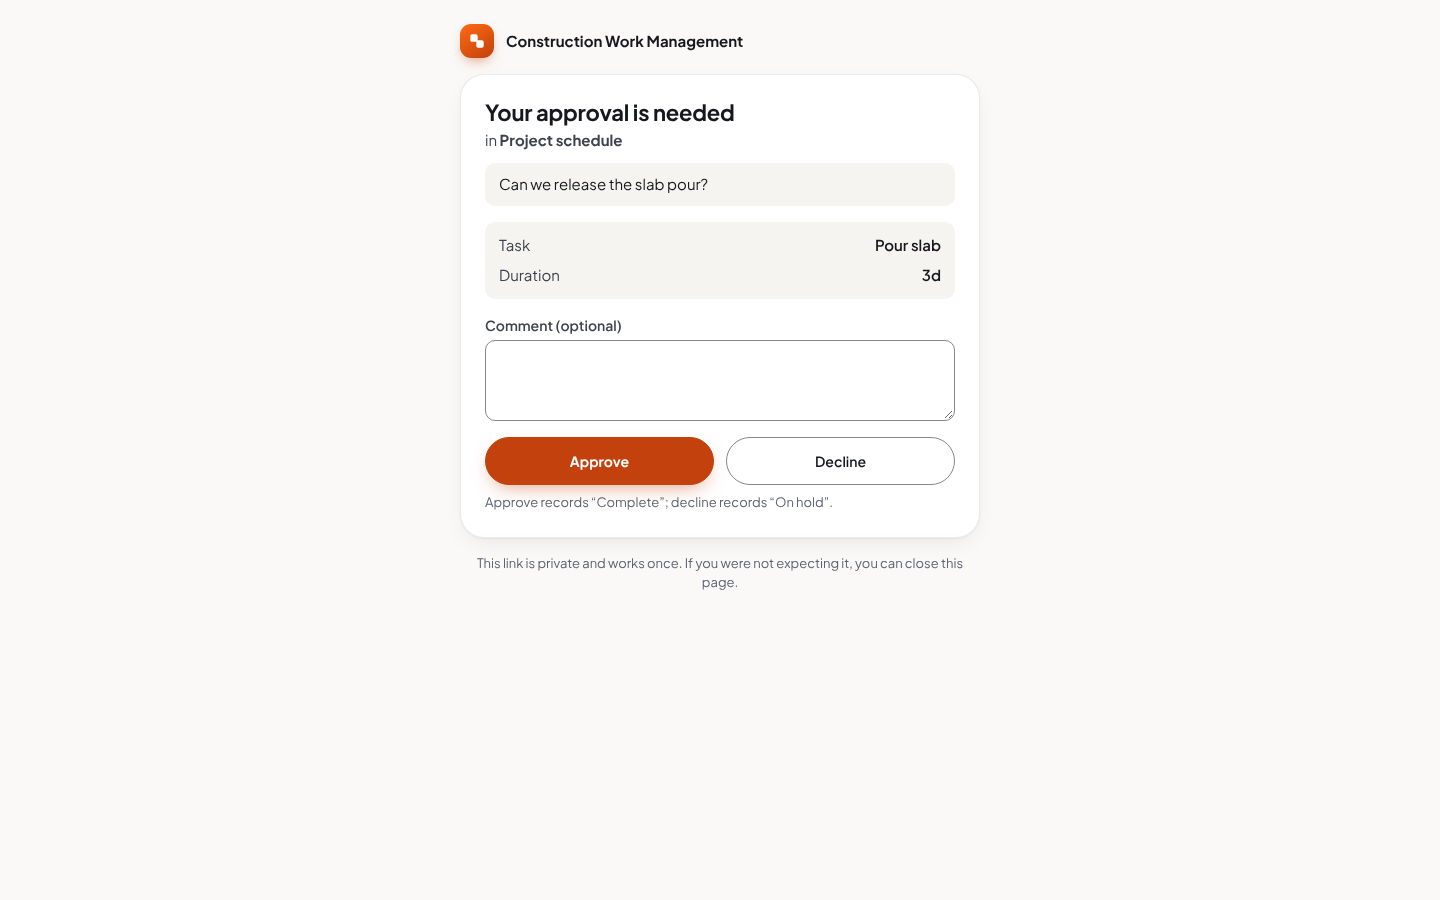 Construction Work Management
Your approval is needed
in Project schedule
Can we release the slab pour?
Task Pour slab
Duration 3d
Comment (optional)
Approve Decline
Approve records “Complete”; decline records “On hold”.
This link is private and works once. If you were not expecting it, you can close this
page.